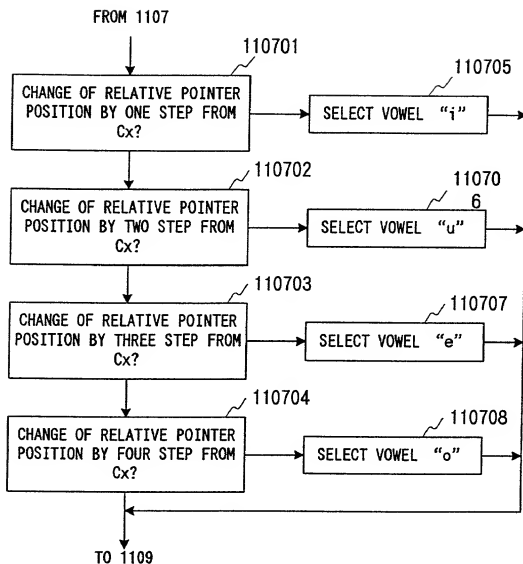 FROM 1107
110701
CHANGE OF RELATIVE POINTER
POSITION BY ONE STEP FROM
Cx?
110705
SELECT VOWEL “i”
110702
CHANGE OF RELATIVE POINTER
POSITION BY TWO STEP FROM
Cx?
11070
6
SELECT VOWEL “u”
110703
CHANGE OF RELATIVE POINTER
POSITION BY THREE STEP FROM
Cx?
110707
SELECT VOWEL “e”
110704
CHANGE OF RELATIVE POINTER
POSITION BY FOUR STEP FROM
Cx?
110708
SELECT VOWEL “o”
TO 1109